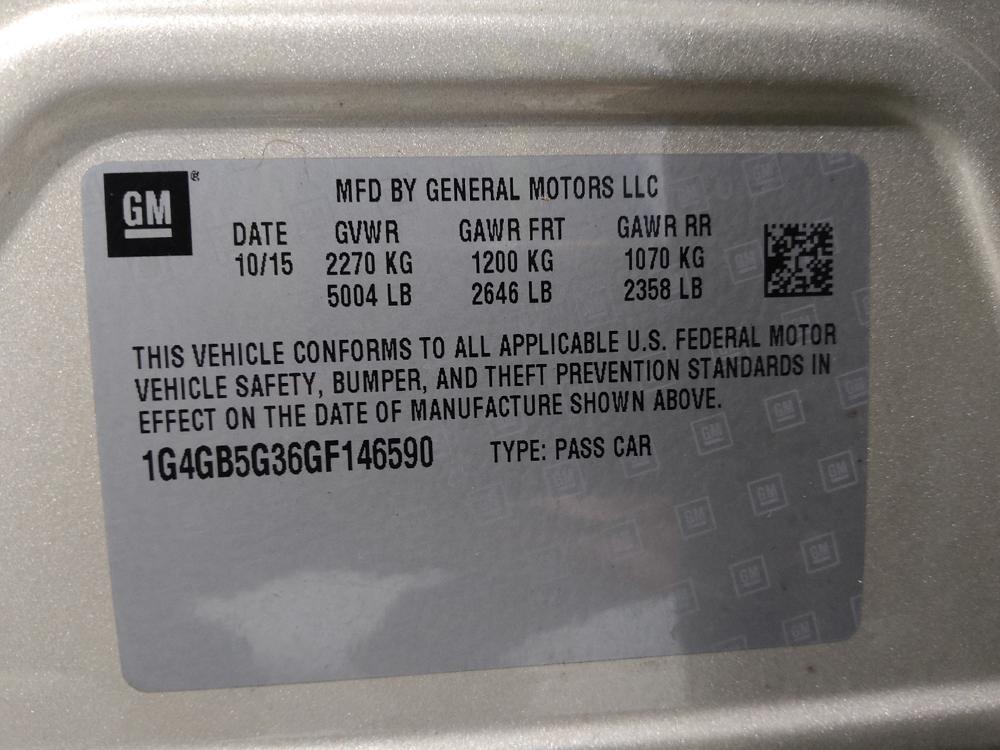 GM ®
MFD BY GENERAL MOTORS LLC
DATE GVWR GAWR FRT GAWR RR
10/15 2270 KG 1200 KG 1070 KG
5004 LB 2646 LB 2358 LB
THIS VEHICLE CONFORMS TO ALL APPLICABLE U.S. FEDERAL MOTOR
VEHICLE SAFETY, BUMPER, AND THEFT PREVENTION STANDARDS IN
EFFECT ON THE DATE OF MANUFACTURE SHOWN ABOVE.
1G4GB5G36GF146590 TYPE: PASS CAR